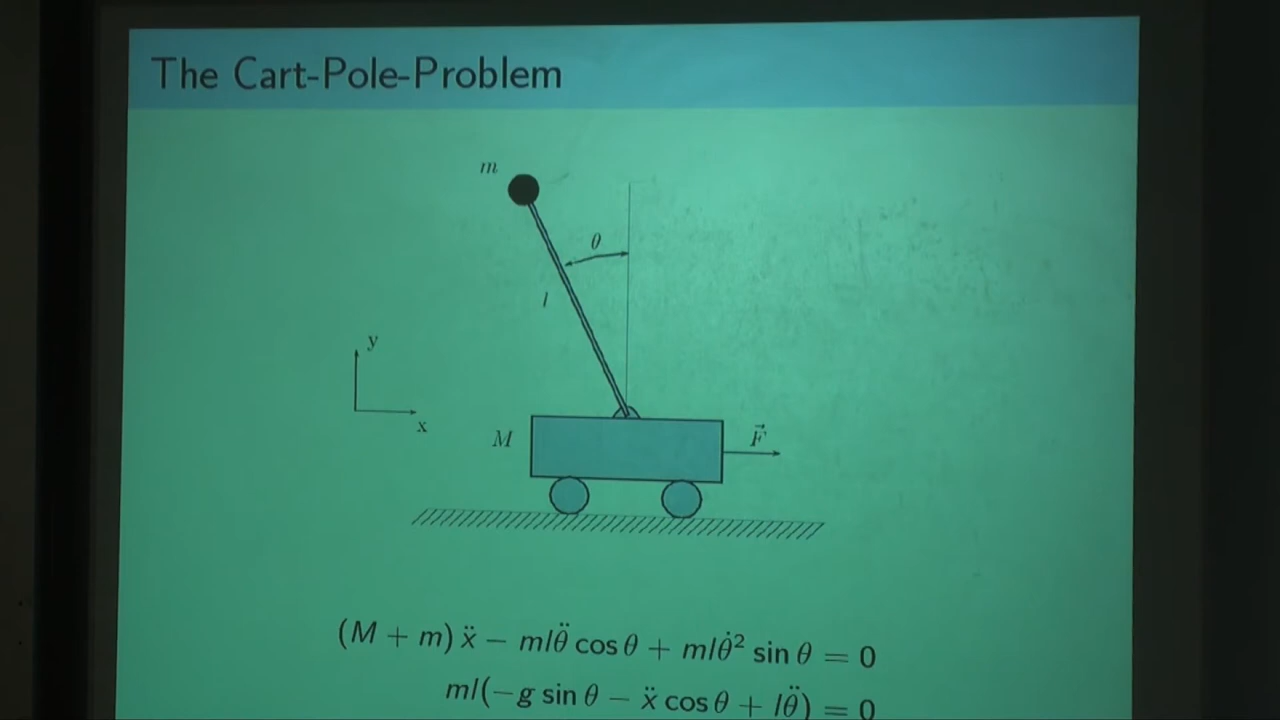 The Cart-Pole-Problem
m
θ
l
y
x
M
F⃗
(M + m) ẍ − mlθ̈ cos θ + mlθ̇² sin θ = 0
ml(−g sin θ − ẍ cos θ + lθ̈) = 0